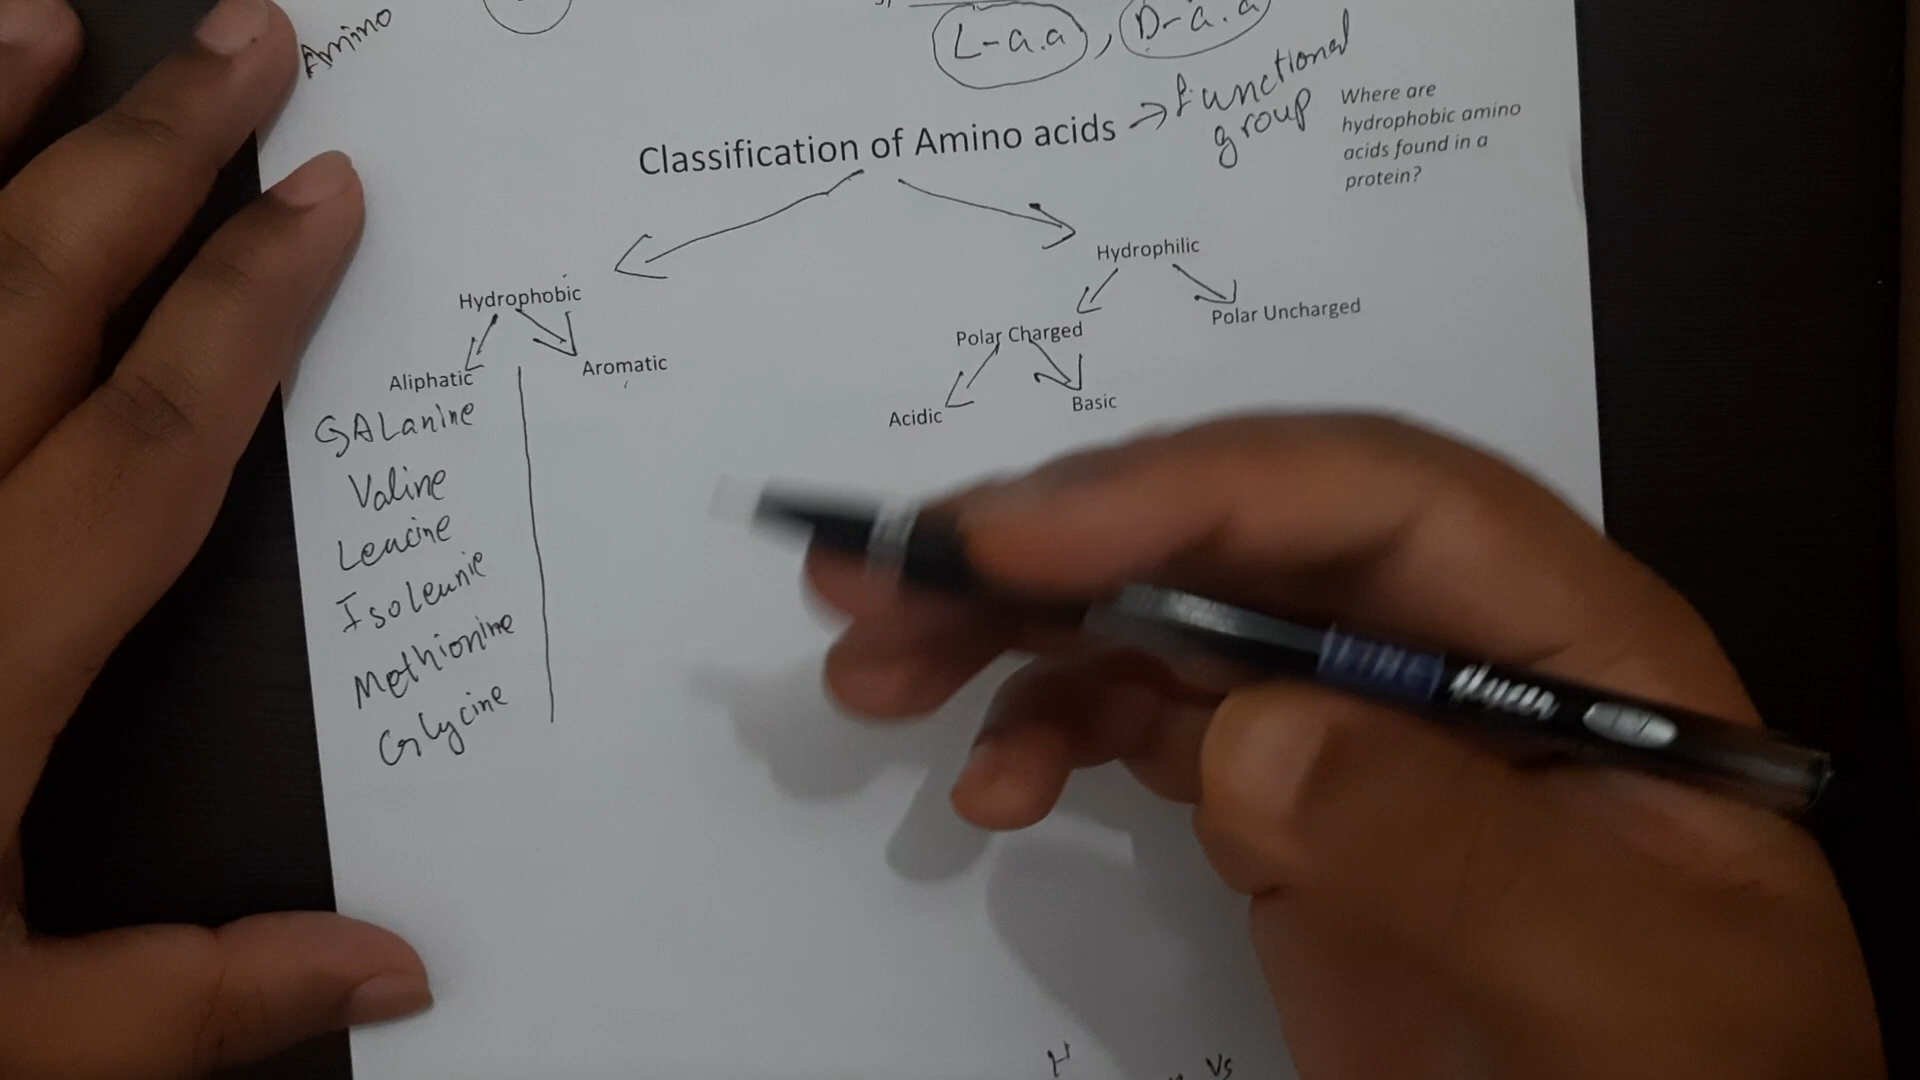 Amino
L-a.a , D-a.a
Classification of Amino acids → functional
group
Where are
hydrophobic amino
acids found in a
protein?
Hydrophobic
Hydrophilic
Aliphatic
Aromatic
Polar Charged
Polar Uncharged
Acidic
Basic
GALanine
Valine
Leucine
Isoleunie
Methionine
Glycine
Vs